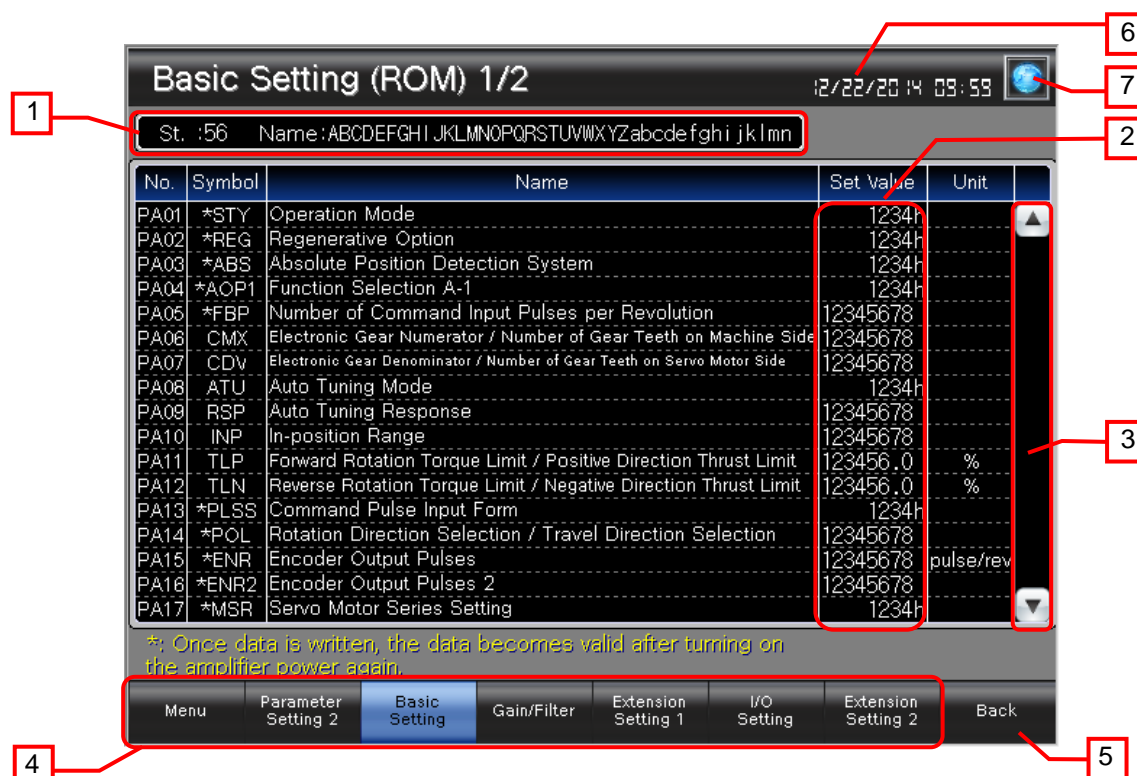 6
Basic Setting (ROM) 1/2
12/22/2014 09:59
7
1
St. :56 Name:ABCDEFGHIJKLMNOPQRSTUVWXYZabcdefghijklmn
2
No. Symbol Name Set Value Unit
PA01 *STY Operation Mode 1234h
PA02 *REG Regenerative Option 1234h
PA03 *ABS Absolute Position Detection System 1234h
PA04 *AOP1 Function Selection A-1 1234h
PA05 *FBP Number of Command Input Pulses per Revolution 12345678
PA06 CMX Electronic Gear Numerator / Number of Gear Teeth on Machine Side 12345678
PA07 CDV Electronic Gear Denominator / Number of Gear Teeth on Servo Motor Side 12345678
PA08 ATU Auto Tuning Mode 1234h
PA09 RSP Auto Tuning Response 12345678
PA10 INP In-position Range 12345678
3
PA11 TLP Forward Rotation Torque Limit / Positive Direction Thrust Limit 123456.0 %
PA12 TLN Reverse Rotation Torque Limit / Negative Direction Thrust Limit 123456.0 %
PA13 *PLSS Command Pulse Input Form 1234h
PA14 *POL Rotation Direction Selection / Travel Direction Selection 12345678
PA15 *ENR Encoder Output Pulses 12345678 pulse/rev
PA16 *ENR2 Encoder Output Pulses 2 12345678
PA17 *MSR Servo Motor Series Setting 1234h
*: Once data is written, the data becomes valid after turning on
the amplifier power again.
Menu
Parameter
Setting 2
Basic
Setting
Gain/Filter
Extension
Setting 1
I/O
Setting
Extension
Setting 2
Back
4
5